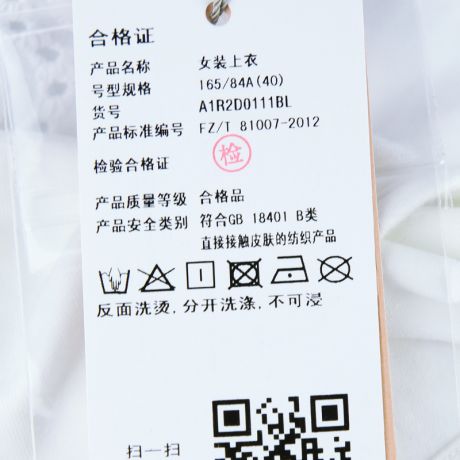 合格证
产品名称 女装上衣
号型规格 165/84A(40)
货号 A1R2D0111BL
产品标准编号 FZ/T 81007-2012
检验合格证 检
产品质量等级 合格品
产品安全类别 符合GB 18401 B类
直接接触皮肤的纺织产品
反面洗烫,分开洗涤,不可浸
扫一扫